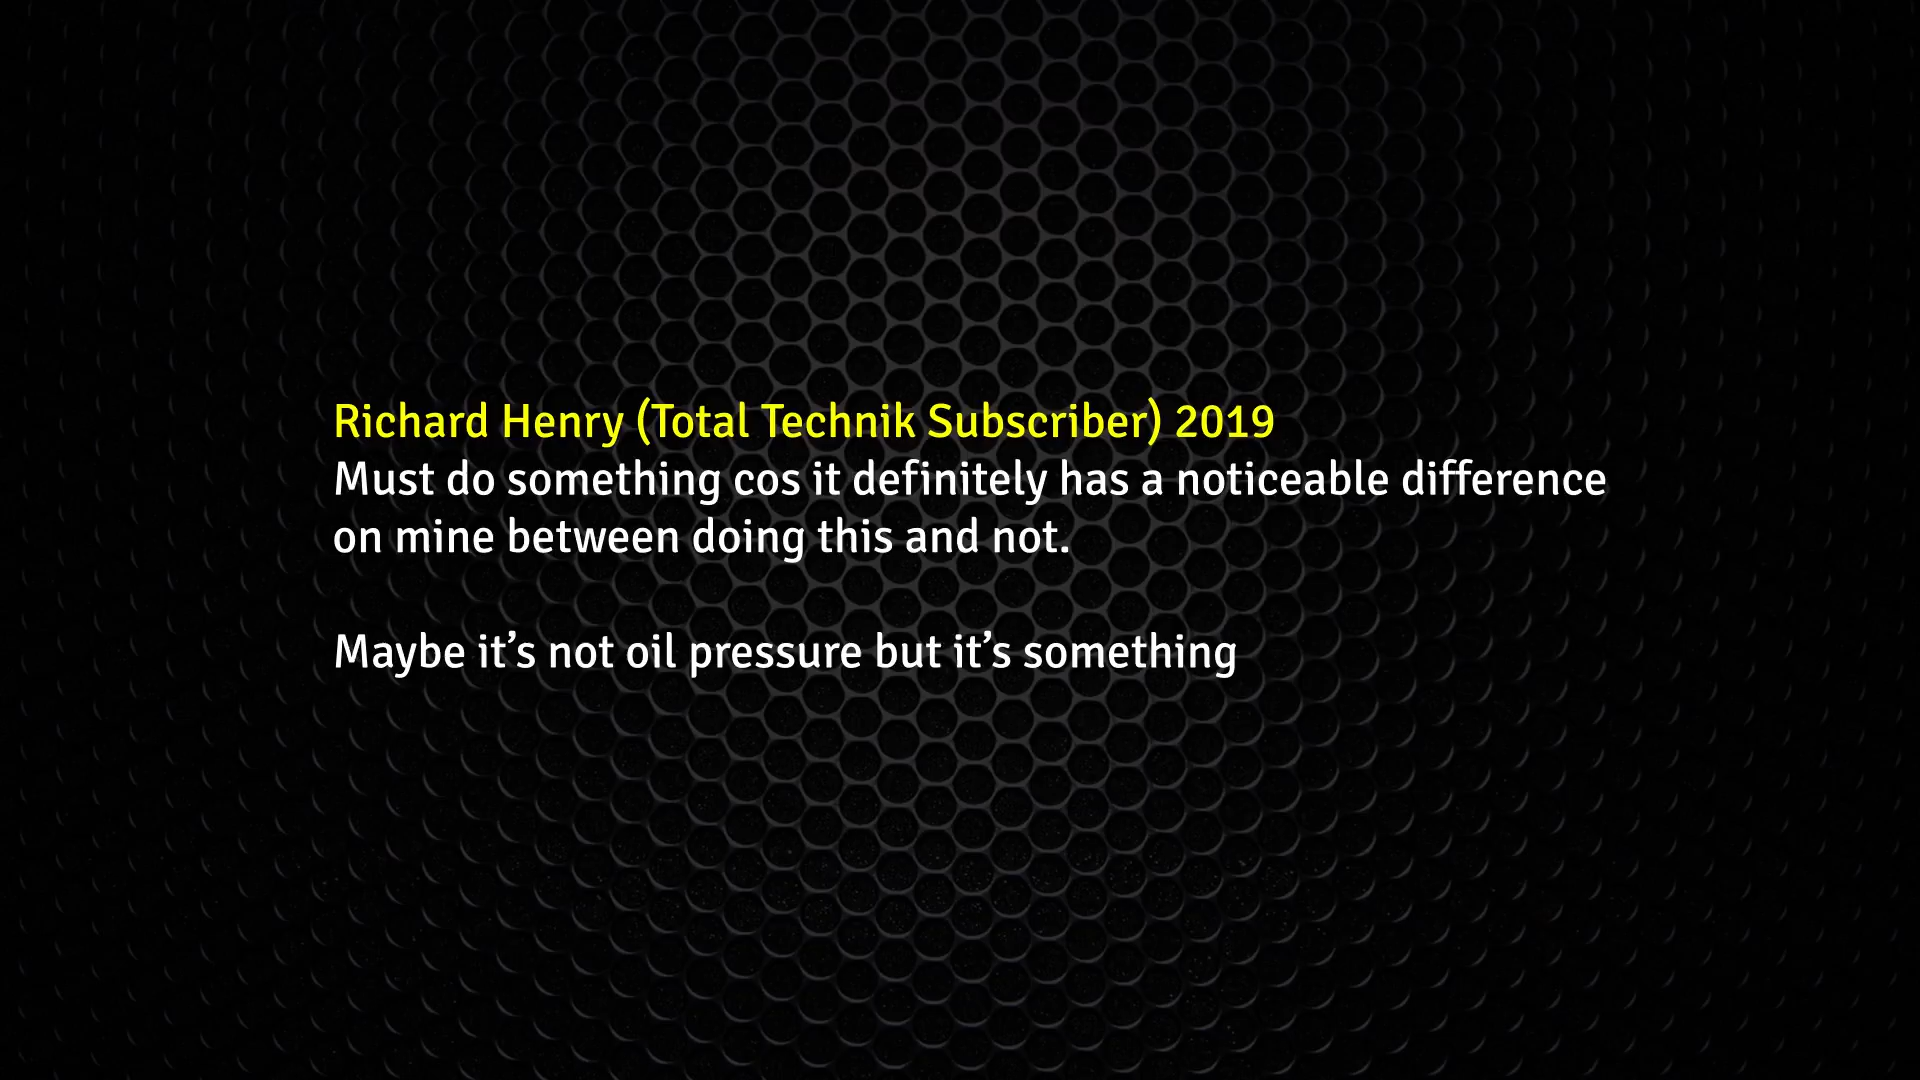 Richard Henry (Total Technik Subscriber) 2019
Must do something cos it definitely has a noticeable difference
on mine between doing this and not.
Maybe it’s not oil pressure but it’s something